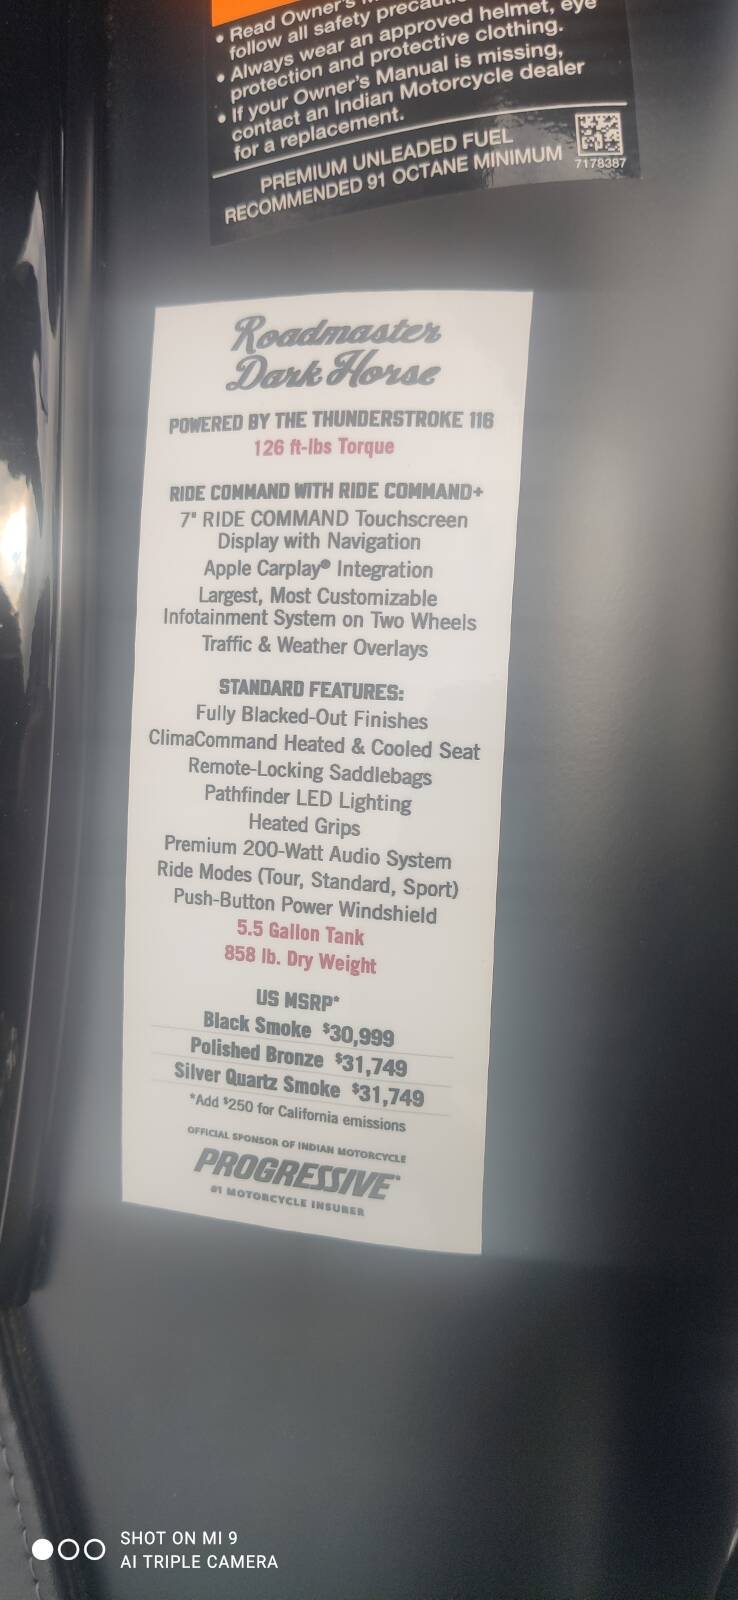 • Read Owner's
follow all safety
• Always wear an approved helmet, eye
protection and protective clothing.
• If your Owner's Manual is missing,
contact an Indian Motorcycle dealer
for a replacement.
PREMIUM UNLEADED FUEL
RECOMMENDED 91 OCTANE MINIMUM
7178387
Roadmaster
Dark Horse
POWERED BY THE THUNDERSTROKE 116
126 ft-lbs Torque
RIDE COMMAND WITH RIDE COMMAND+
7" RIDE COMMAND Touchscreen
Display with Navigation
Apple Carplay® Integration
Largest, Most Customizable
Infotainment System on Two Wheels
Traffic & Weather Overlays
STANDARD FEATURES:
Fully Blacked-Out Finishes
ClimaCommand Heated & Cooled Seat
Remote-Locking Saddlebags
Pathfinder LED Lighting
Heated Grips
Premium 200-Watt Audio System
Ride Modes (Tour, Standard, Sport)
Push-Button Power Windshield
5.5 Gallon Tank
858 lb. Dry Weight
US MSRP*
Black Smoke $30,999
Polished Bronze $31,749
Silver Quartz Smoke $31,749
*Add $250 for California emissions
OFFICIAL SPONSOR OF INDIAN MOTORCYCLE
PROGRESSIVE
#1 MOTORCYCLE INSURER
SHOT ON MI 9
AI TRIPLE CAMERA